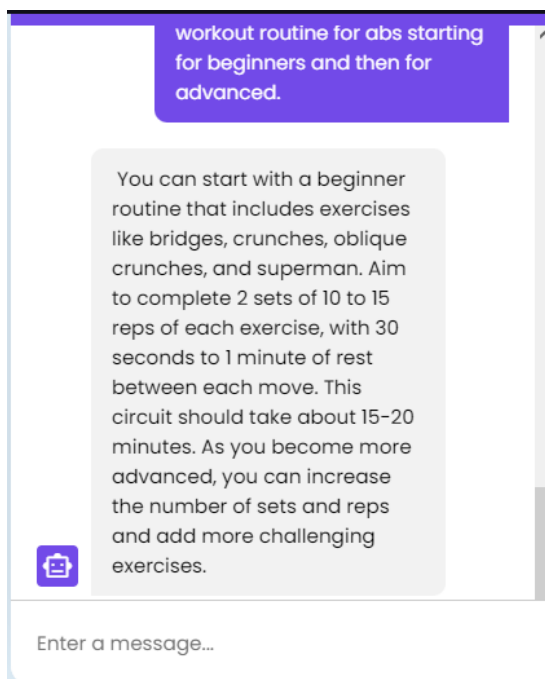 workout routine for abs starting
for beginners and then for
advanced.
You can start with a beginner
routine that includes exercises
like bridges, crunches, oblique
crunches, and superman. Aim
to complete 2 sets of 10 to 15
reps of each exercise, with 30
seconds to 1 minute of rest
between each move. This
circuit should take about 15-20
minutes. As you become more
advanced, you can increase
the number of sets and reps
and add more challenging
exercises.
Enter a message...